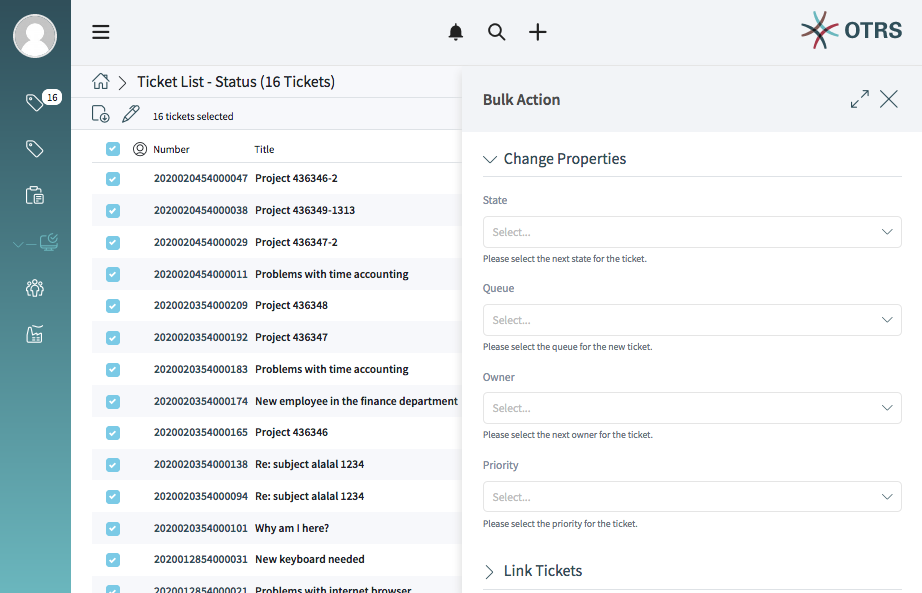 16
OTRS
Ticket List - Status (16 Tickets)
16 tickets selected
Number Title
2020020454000047 Project 436346-2
2020020454000038 Project 436349-1313
2020020454000029 Project 436347-2
2020020454000011 Problems with time accounting
2020020354000209 Project 436348
2020020354000192 Project 436347
2020020354000183 Problems with time accounting
2020020354000174 New employee in the finance department
2020020354000165 Project 436346
2020020354000138 Re: subject alalal 1234
2020020354000094 Re: subject alalal 1234
2020020354000101 Why am I here?
2020012854000031 New keyboard needed
2020012854000021 Problems with internet browser
Bulk Action
Change Properties
State
Select...
Please select the next state for the ticket.
Queue
Select...
Please select the queue for the new ticket.
Owner
Select...
Please select the next owner for the ticket.
Priority
Select...
Please select the priority for the ticket.
Link Tickets